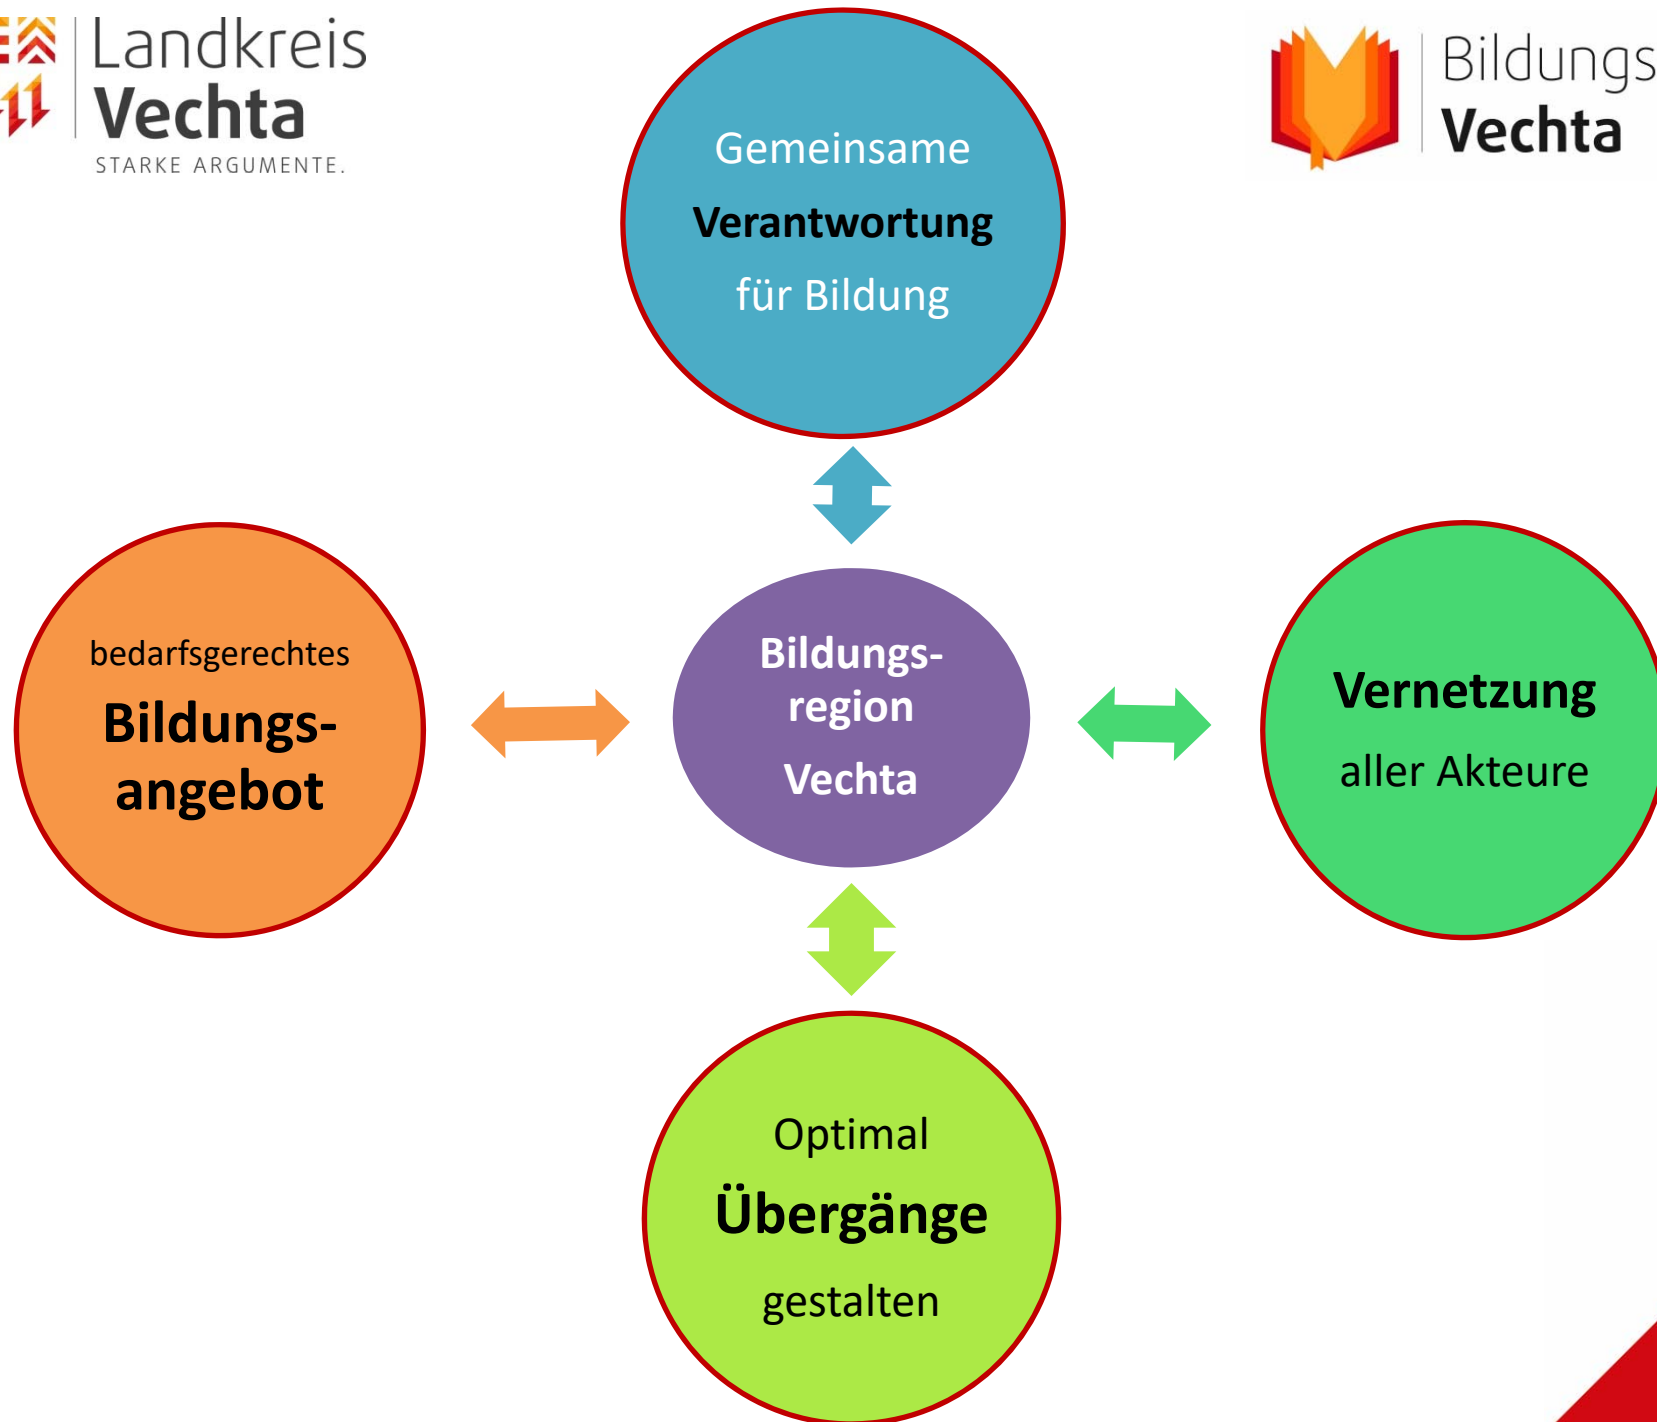 Landkreis
Vechta
STARKE ARGUMENTE.
Bildungs
Vechta
Gemeinsame
Verantwortung
für Bildung
bedarfsgerechtes
Bildungs-
angebot
Bildungs-
region
Vechta
Vernetzung
aller Akteure
Optimal
Übergänge
gestalten